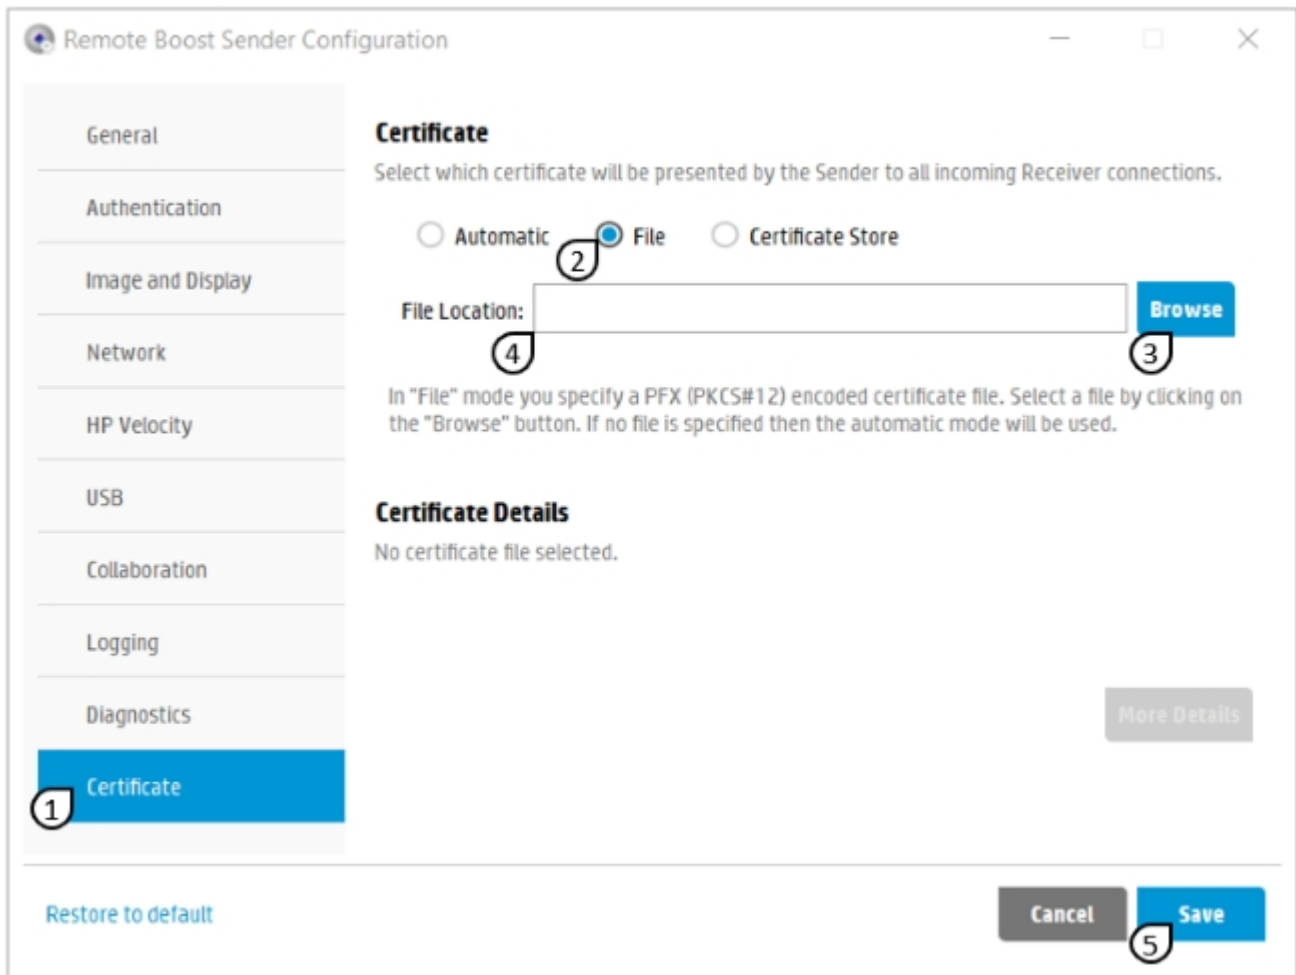 Remote Boost Sender Configuration
General
Authentication
Image and Display
Network
HP Velocity
USB
Collaboration
Logging
Diagnostics
Certificate
1
Certificate
Select which certificate will be presented by the Sender to all incoming Receiver connections.
Automatic File Certificate Store
2
File Location: Browse
4 3
In "File" mode you specify a PFX (PKCS#12) encoded certificate file. Select a file by clicking on
the "Browse" button. If no file is specified then the automatic mode will be used.
Certificate Details
No certificate file selected.
More Details
Restore to default Cancel Save
5